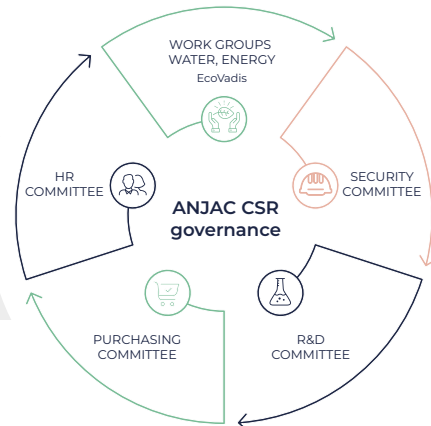 WORK GROUPS
WATER, ENERGY
EcoVadis
HR
COMMITTEE
SECURITY
COMMITTEE
ANJAC CSR
governance
PURCHASING
COMMITTEE
R&D
COMMITTEE